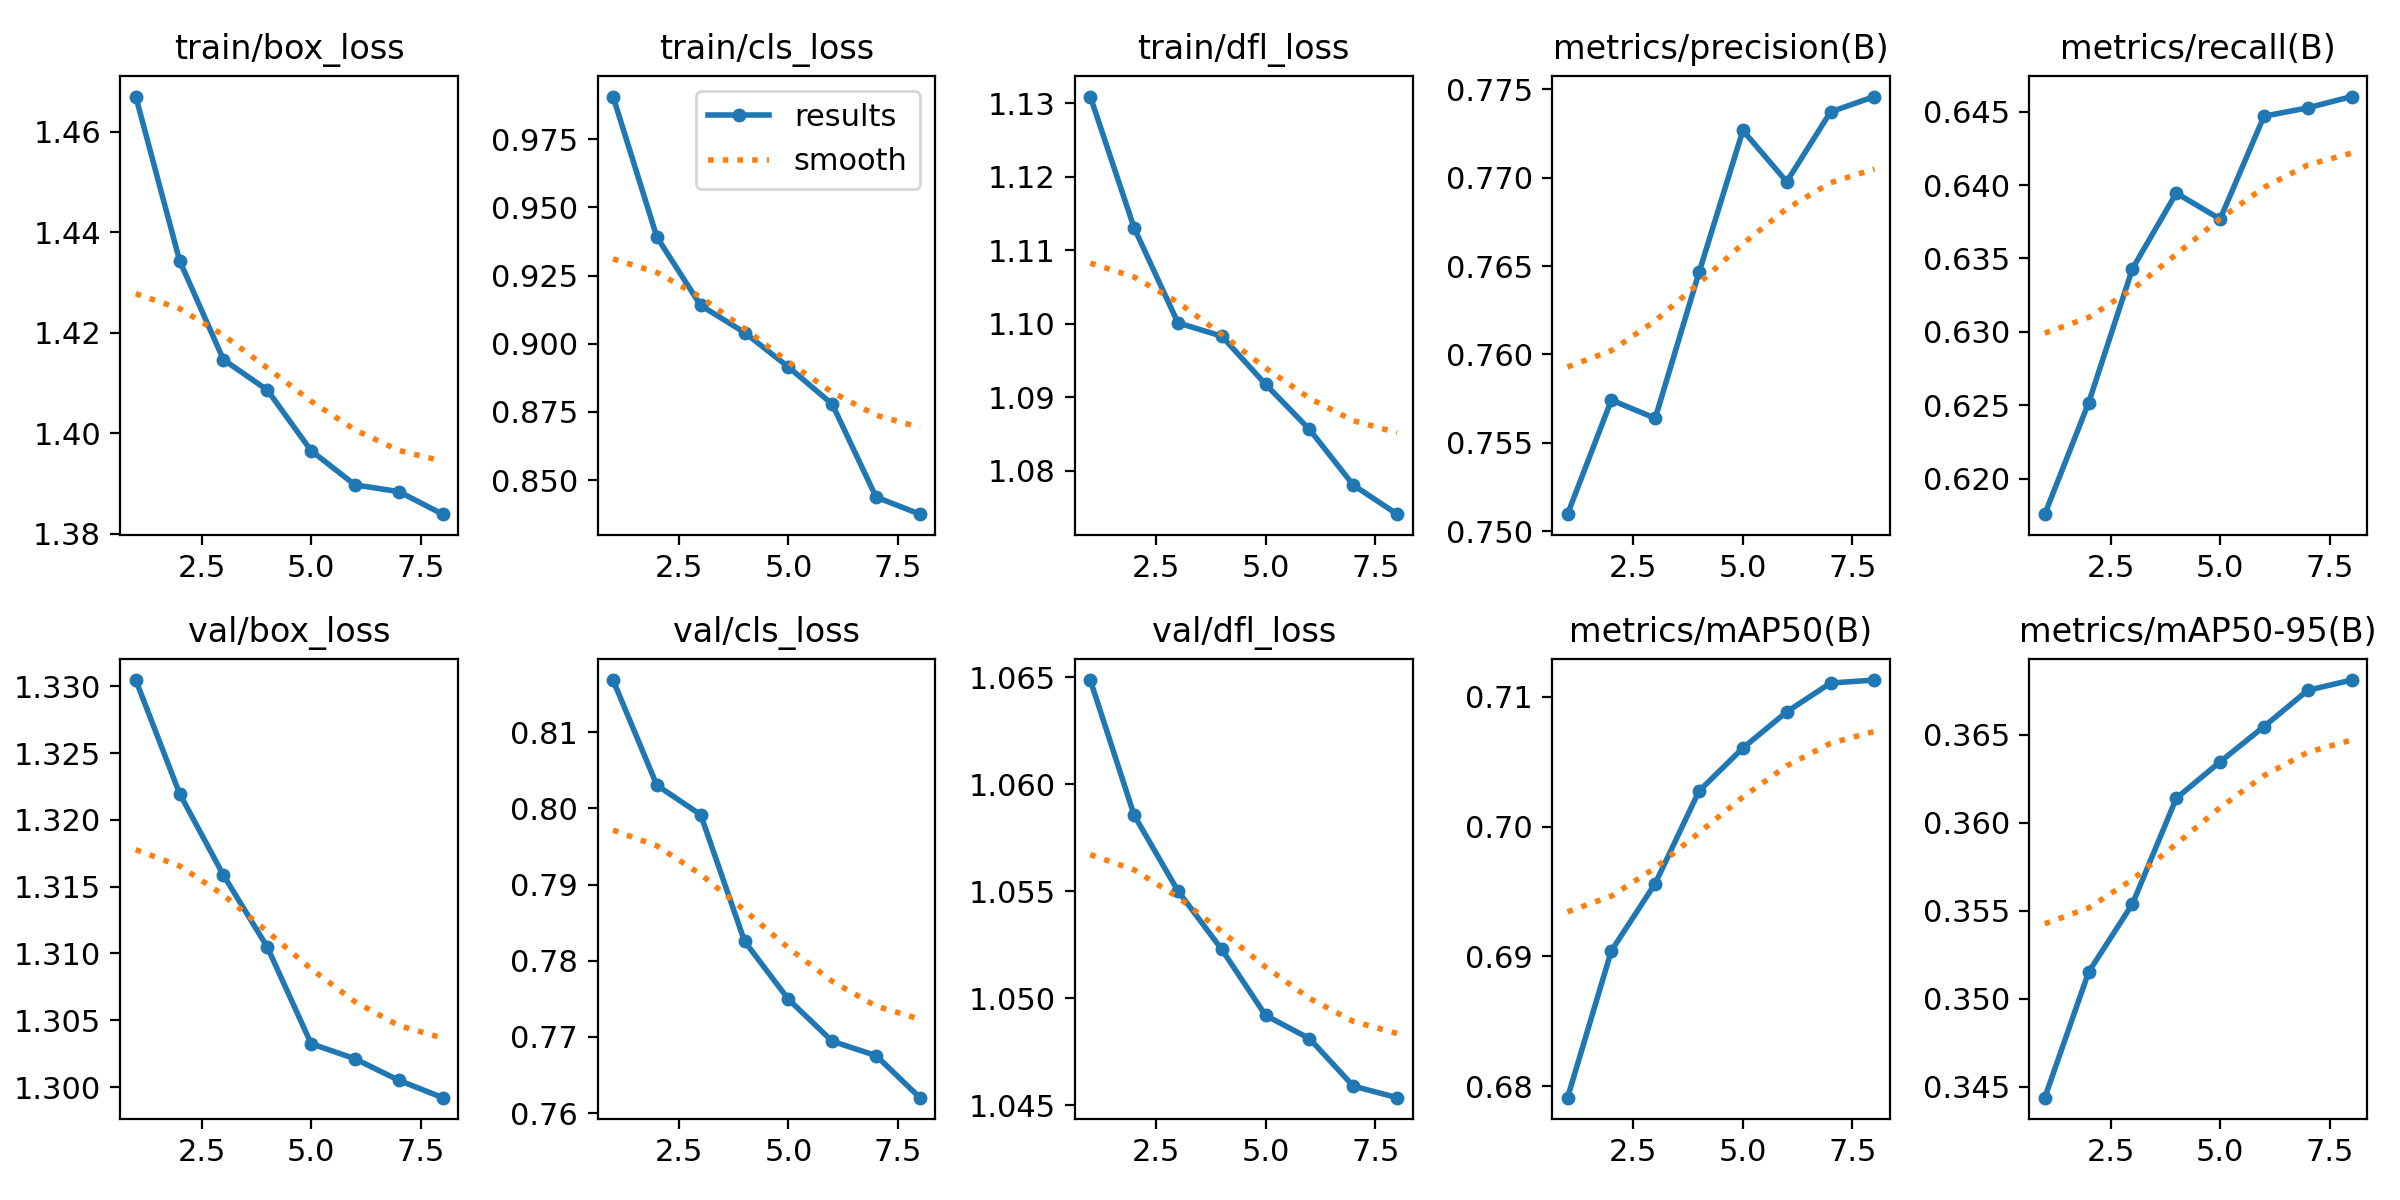 train/box_loss
1.46
1.44
1.42
1.40
1.38
2.5 5.0 7.5
train/cls_loss
results
smooth
0.975
0.950
0.925
0.900
0.875
0.850
2.5 5.0 7.5
train/dfl_loss
1.13
1.12
1.11
1.10
1.09
1.08
2.5 5.0 7.5
metrics/precision(B)
0.775
0.770
0.765
0.760
0.755
0.750
2.5 5.0 7.5
metrics/recall(B)
0.645
0.640
0.635
0.630
0.625
0.620
2.5 5.0 7.5
val/box_loss
1.330
1.325
1.320
1.315
1.310
1.305
1.300
2.5 5.0 7.5
val/cls_loss
0.81
0.80
0.79
0.78
0.77
0.76
2.5 5.0 7.5
val/dfl_loss
1.065
1.060
1.055
1.050
1.045
2.5 5.0 7.5
metrics/mAP50(B)
0.71
0.70
0.69
0.68
2.5 5.0 7.5
metrics/mAP50-95(B)
0.365
0.360
0.355
0.350
0.345
2.5 5.0 7.5